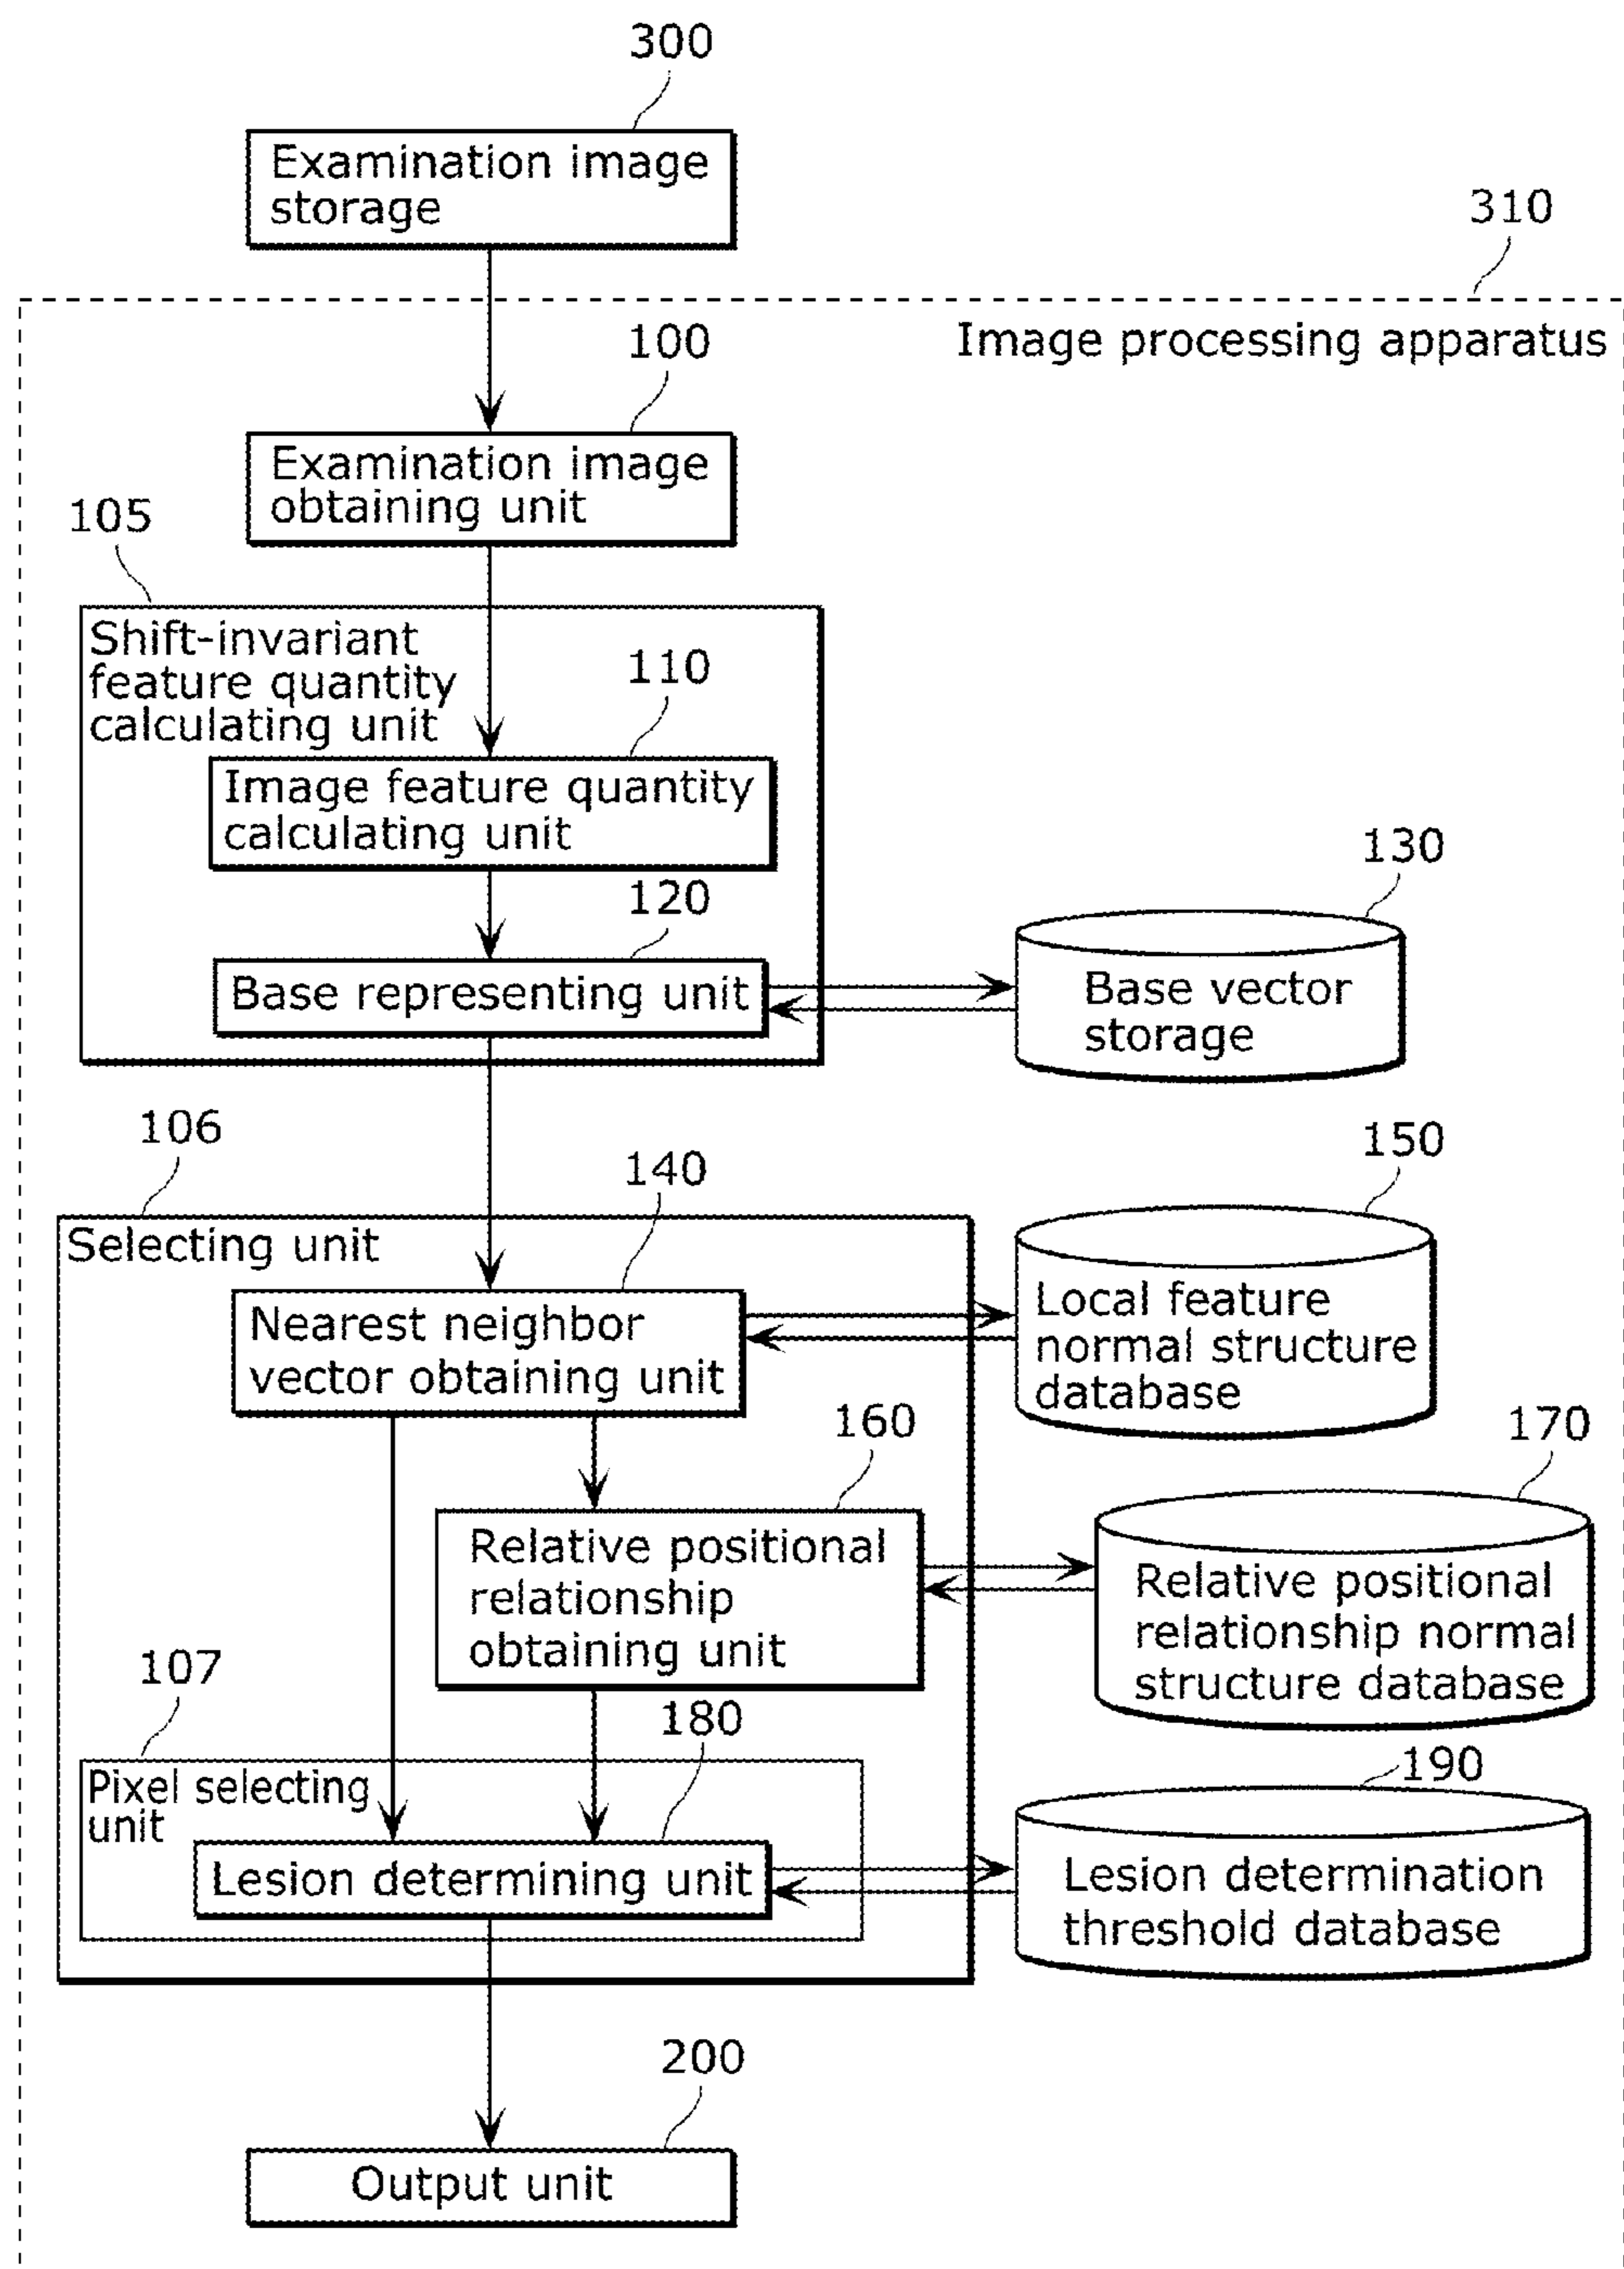 300
Examination image
storage
310
Image processing apparatus
100
Examination image
obtaining unit
105
Shift-invariant
feature quantity
calculating unit
110
Image feature quantity
calculating unit
120
Base representing unit
130
Base vector
storage
106
Selecting unit
140
Nearest neighbor
vector obtaining unit
150
Local feature
normal structure
database
160
Relative positional
relationship
obtaining unit
170
Relative positional
relationship normal
structure database
107
Pixel selecting
unit
180
Lesion determining unit
190
Lesion determination
threshold database
200
Output unit